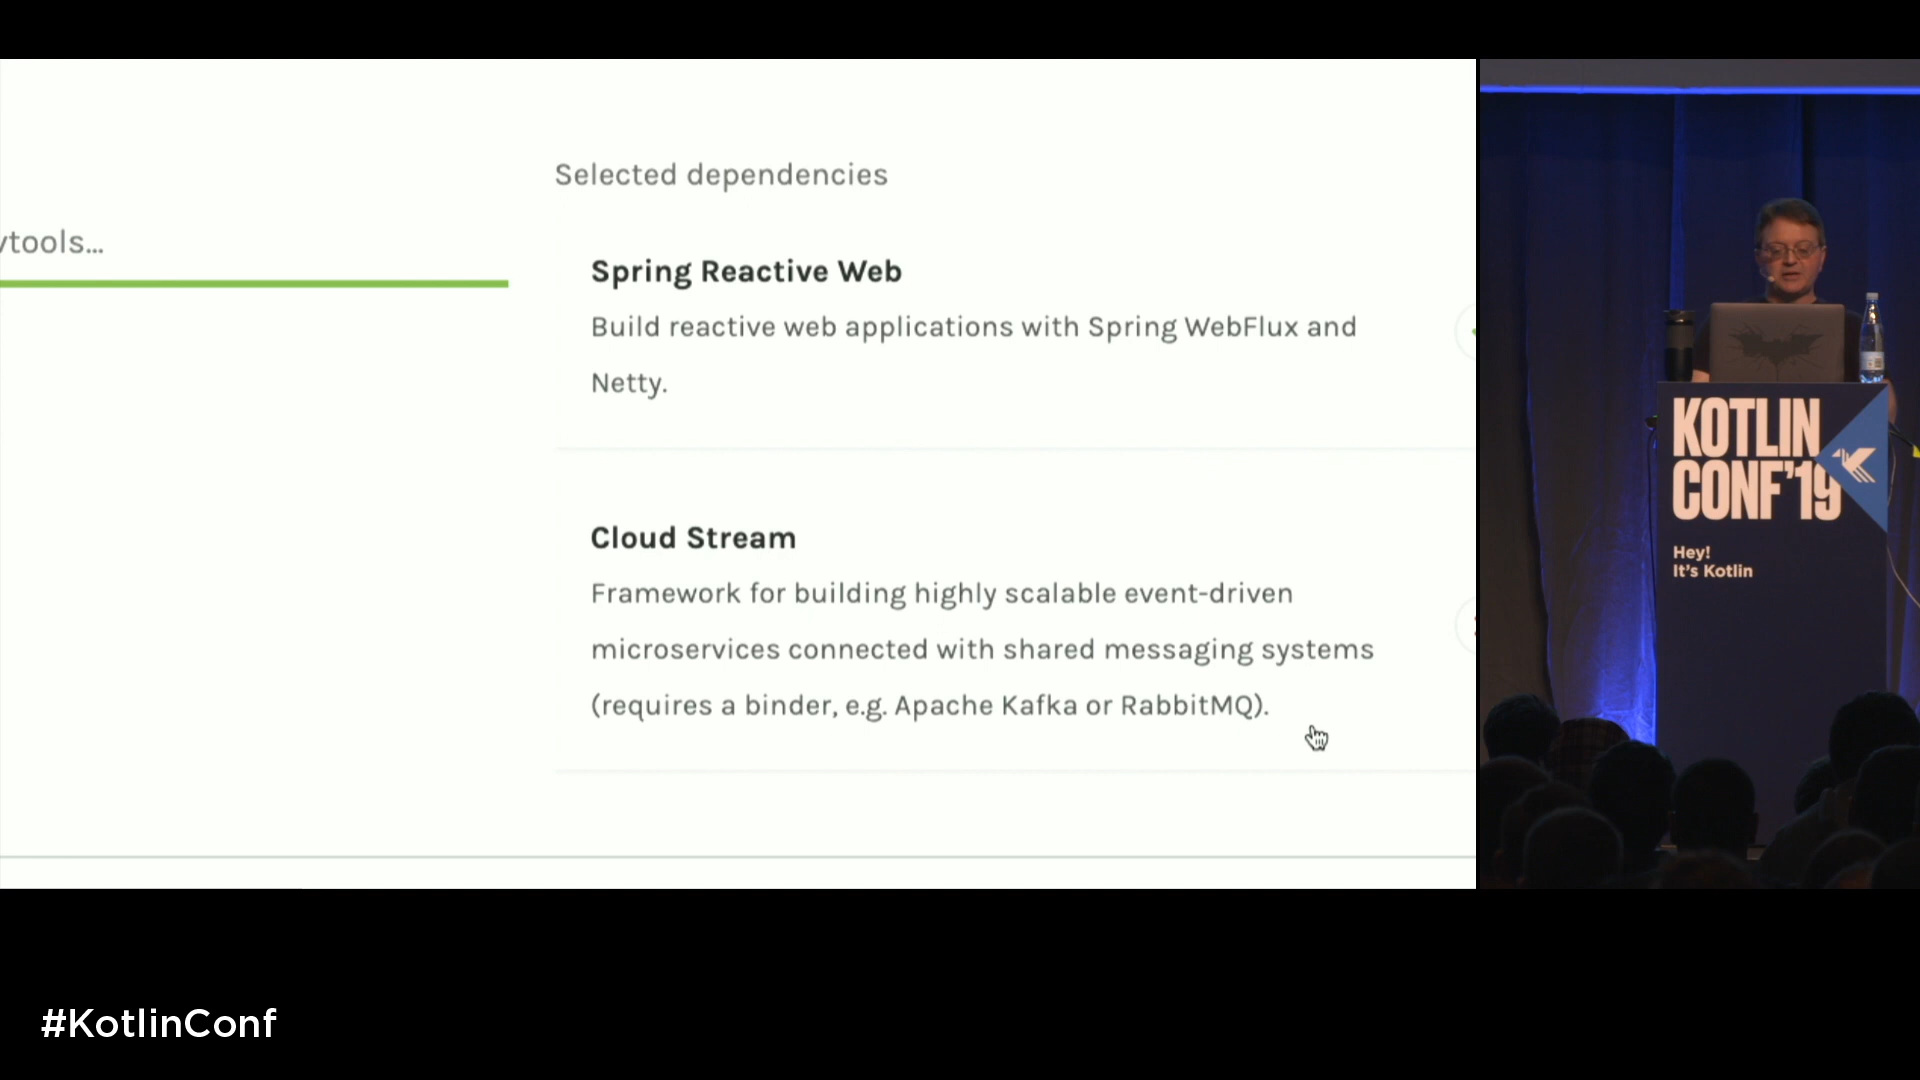 Selected dependencies
vtools...
Spring Reactive Web
Build reactive web applications with Spring WebFlux and
Netty.
Cloud Stream
Framework for building highly scalable event-driven
microservices connected with shared messaging systems
(requires a binder, e.g. Apache Kafka or RabbitMQ).
KOTLIN
CONF'19
Hey!
It's Kotlin
#KotlinConf